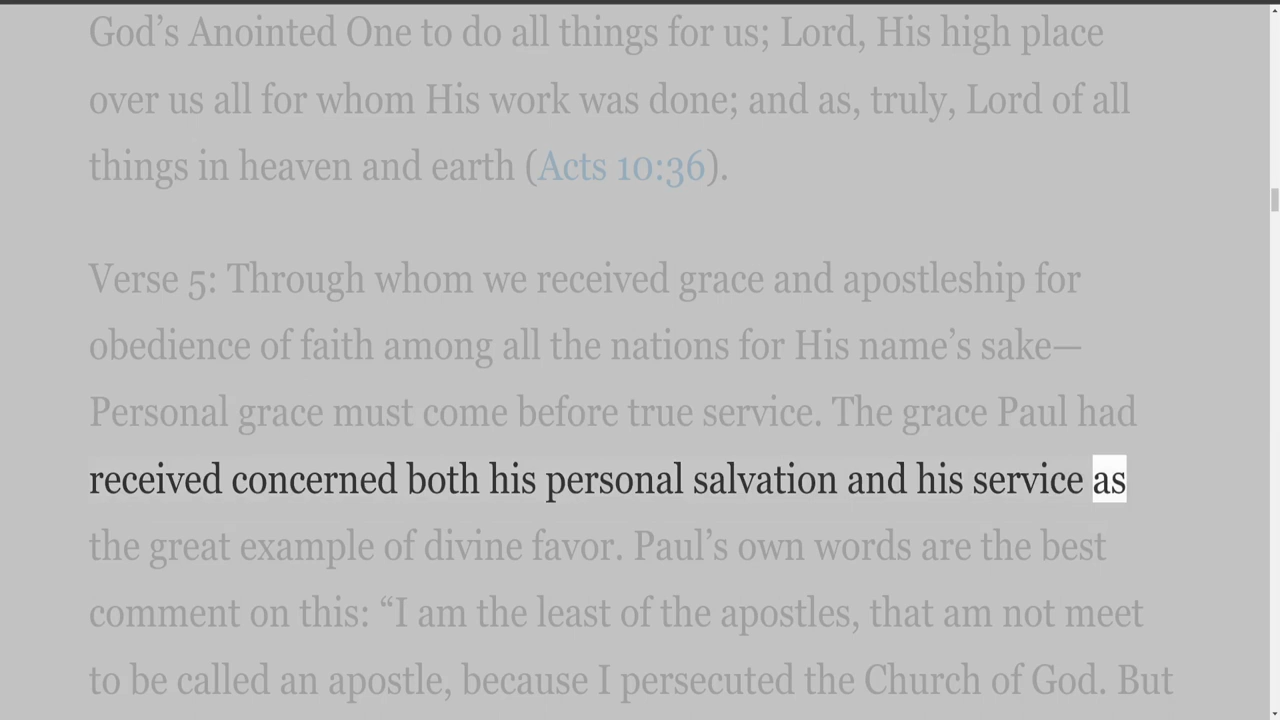 God’s Anointed One to do all things for us; Lord, His high place
over us all for whom His work was done; and as, truly, Lord of all
things in heaven and earth (Acts 10:36).
Verse 5: Through whom we received grace and apostleship for
obedience of faith among all the nations for His name’s sake—
Personal grace must come before true service. The grace Paul had
received concerned both his personal salvation and his service as
the great example of divine favor. Paul’s own words are the best
comment on this: “I am the least of the apostles, that am not meet
to be called an apostle, because I persecuted the Church of God. But